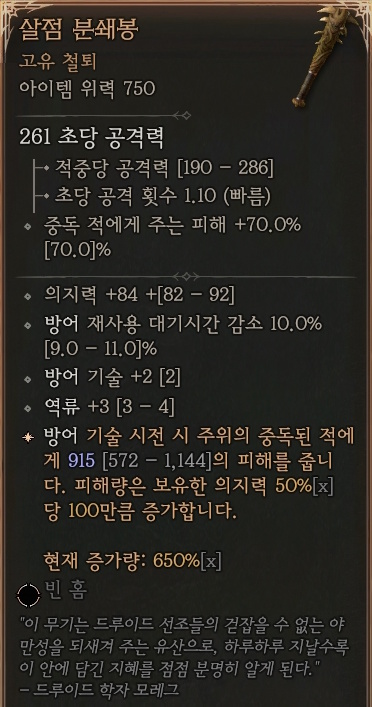 살점 분쇄봉
고유 철퇴
아이템 위력 750
261 초당 공격력
적중당 공격력 [190 – 286]
초당 공격 횟수 1.10 (빠름)
중독 적에게 주는 피해 +70.0%
[70.0]%
의지력 +84 +[82 – 92]
방어 재사용 대기시간 감소 10.0%
[9.0 – 11.0]%
방어 기술 +2 [2]
역류 +3 [3 – 4]
방어 기술 시전 시 주위의 중독된 적에
게 915 [572 – 1,144]의 피해를 줍니
다. 피해량은 보유한 의지력 50%[x]
당 100만큼 증가합니다.
현재 증가량: 650%[x]
빈 홈
"이 무기는 드루이드 선조들의 걷잡을 수 없는 야
만성을 되새겨 주는 유산으로, 하루하루 지날수록
이 안에 담긴 지혜를 점점 분명히 알게 된다."
– 드루이드 학자 모레그